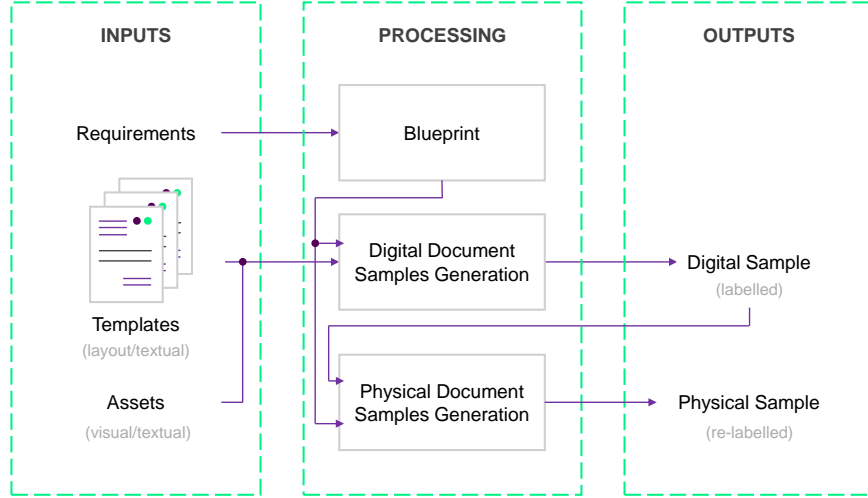 INPUTS
PROCESSING
OUTPUTS
Requirements
Blueprint
Digital Document
Samples Generation
Digital Sample
(labelled)
Templates
(layout/textual)
Assets
(visual/textual)
Physical Document
Samples Generation
Physical Sample
(re-labelled)